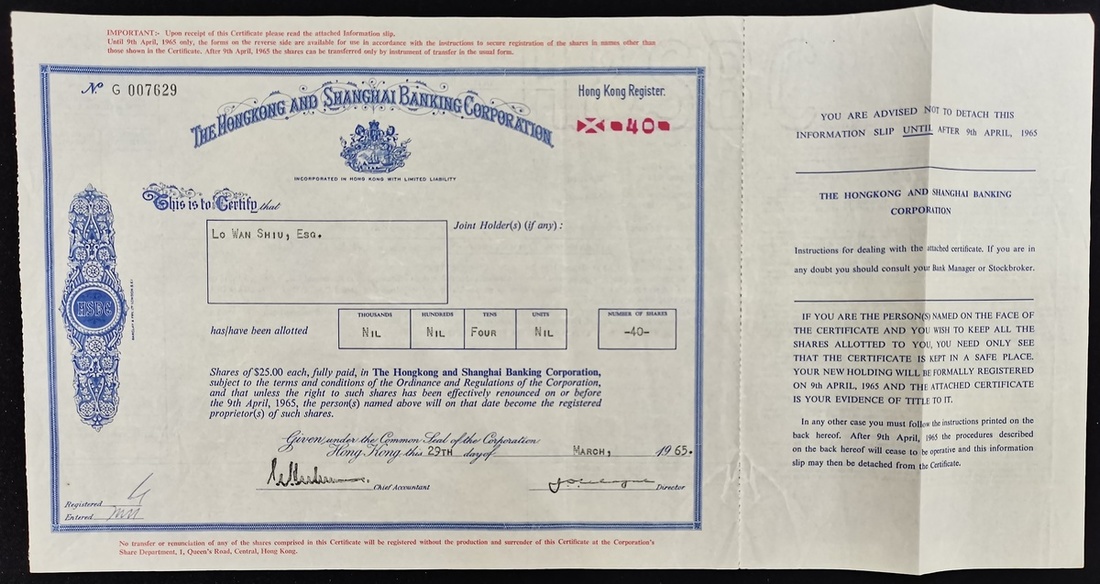 IMPORTANT:- Upon receipt of this Certificate please read the attached Information slip.
Until 9th April, 1965 only, the forms on the reverse side are available for use in accordance with the instructions to secure registration of the shares in names other than
those shown in the Certificate. After 9th April, 1965 the shares can be transferred only by instrument of transfer in the usual form.
No G 007629
THE HONGKONG AND SHANGHAI BANKING CORPORATION
INCORPORATED IN HONG KONG WITH LIMITED LIABILITY
Hong Kong Register.
-40-
This is to Certify that
LO WAN SHIU, ESQ.
Joint Holder(s) (if any) :
HSBC
has/have been allotted
THOUSANDS HUNDREDS TENS UNITS NUMBER OF SHARES
NIL NIL FOUR NIL -40-
Shares of $25.00 each, fully paid, in The Hongkong and Shanghai Banking Corporation,
subject to the terms and conditions of the Ordinance and Regulations of the Corporation,
and that unless the right to such shares has been effectively renounced on or before
the 9th April, 1965, the person(s) named above will on that date become the registered
proprietor(s) of such shares.
Given under the Common Seal of the Corporation
Hong Kong this 29TH day of MARCH, 1965.
Chief Accountant
Director
Registered
Entered
No transfer or renunciation of any of the shares comprised in this Certificate will be registered without the production and surrender of this Certificate at the Corporation's
Share Department, 1, Queen's Road, Central, Hong Kong.
YOU ARE ADVISED NOT TO DETACH THIS
INFORMATION SLIP UNTIL AFTER 9th APRIL, 1965
THE HONGKONG AND SHANGHAI BANKING
CORPORATION
Instructions for dealing with the attached certificate. If you are in
any doubt you should consult your Bank Manager or Stockbroker.
IF YOU ARE THE PERSON(S) NAMED ON THE FACE OF
THE CERTIFICATE AND YOU WISH TO KEEP ALL THE
SHARES ALLOTTED TO YOU, YOU NEED ONLY SEE
THAT THE CERTIFICATE IS KEPT IN A SAFE PLACE.
YOUR NEW HOLDING WILL BE FORMALLY REGISTERED
ON 9th APRIL, 1965 AND THE ATTACHED CERTIFICATE
IS YOUR EVIDENCE OF TITLE TO IT.
In any other case you must follow the instructions printed on the
back hereof. After 9th April, 1965 the procedures described
on the back hereof will cease to be operative and this information
slip may then be detached from the Certificate.